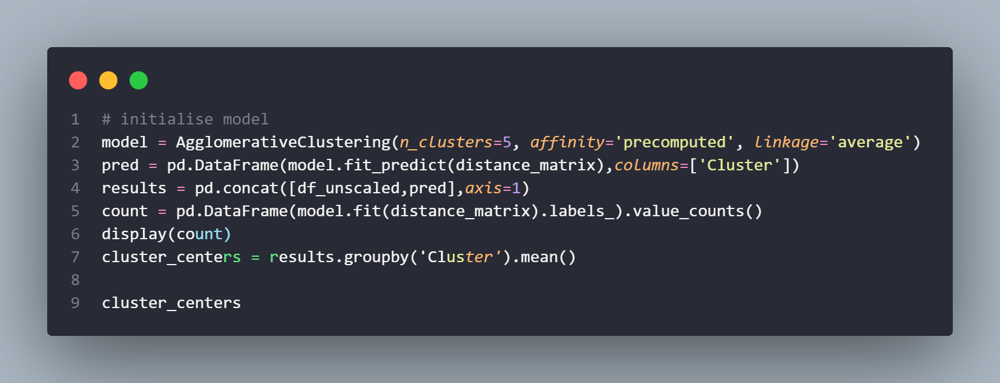 1 # initialise model
2 model = AgglomerativeClustering(n_clusters=5, affinity='precomputed', linkage='average')
3 pred = pd.DataFrame(model.fit_predict(distance_matrix),columns=['Cluster'])
4 results = pd.concat([df_unscaled,pred],axis=1)
5 count = pd.DataFrame(model.fit(distance_matrix).labels_).value_counts()
6 display(count)
7 cluster_centers = results.groupby('Cluster').mean()
8
9 cluster_centers